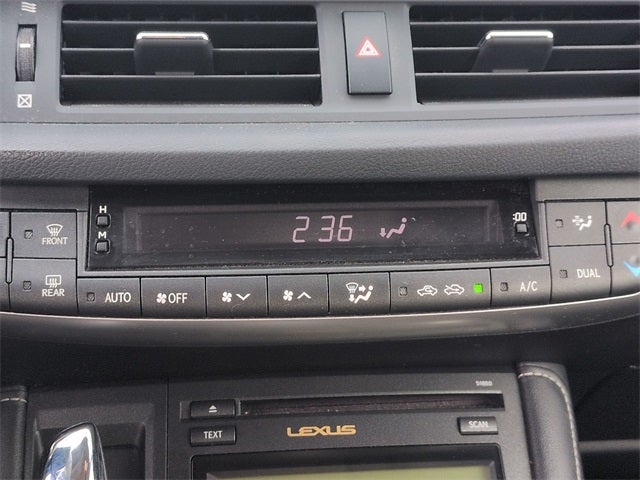 H
M
2 36
:00
FRONT
REAR
AUTO
OFF
A/C
DUAL
TEXT
LEXUS
SCAN